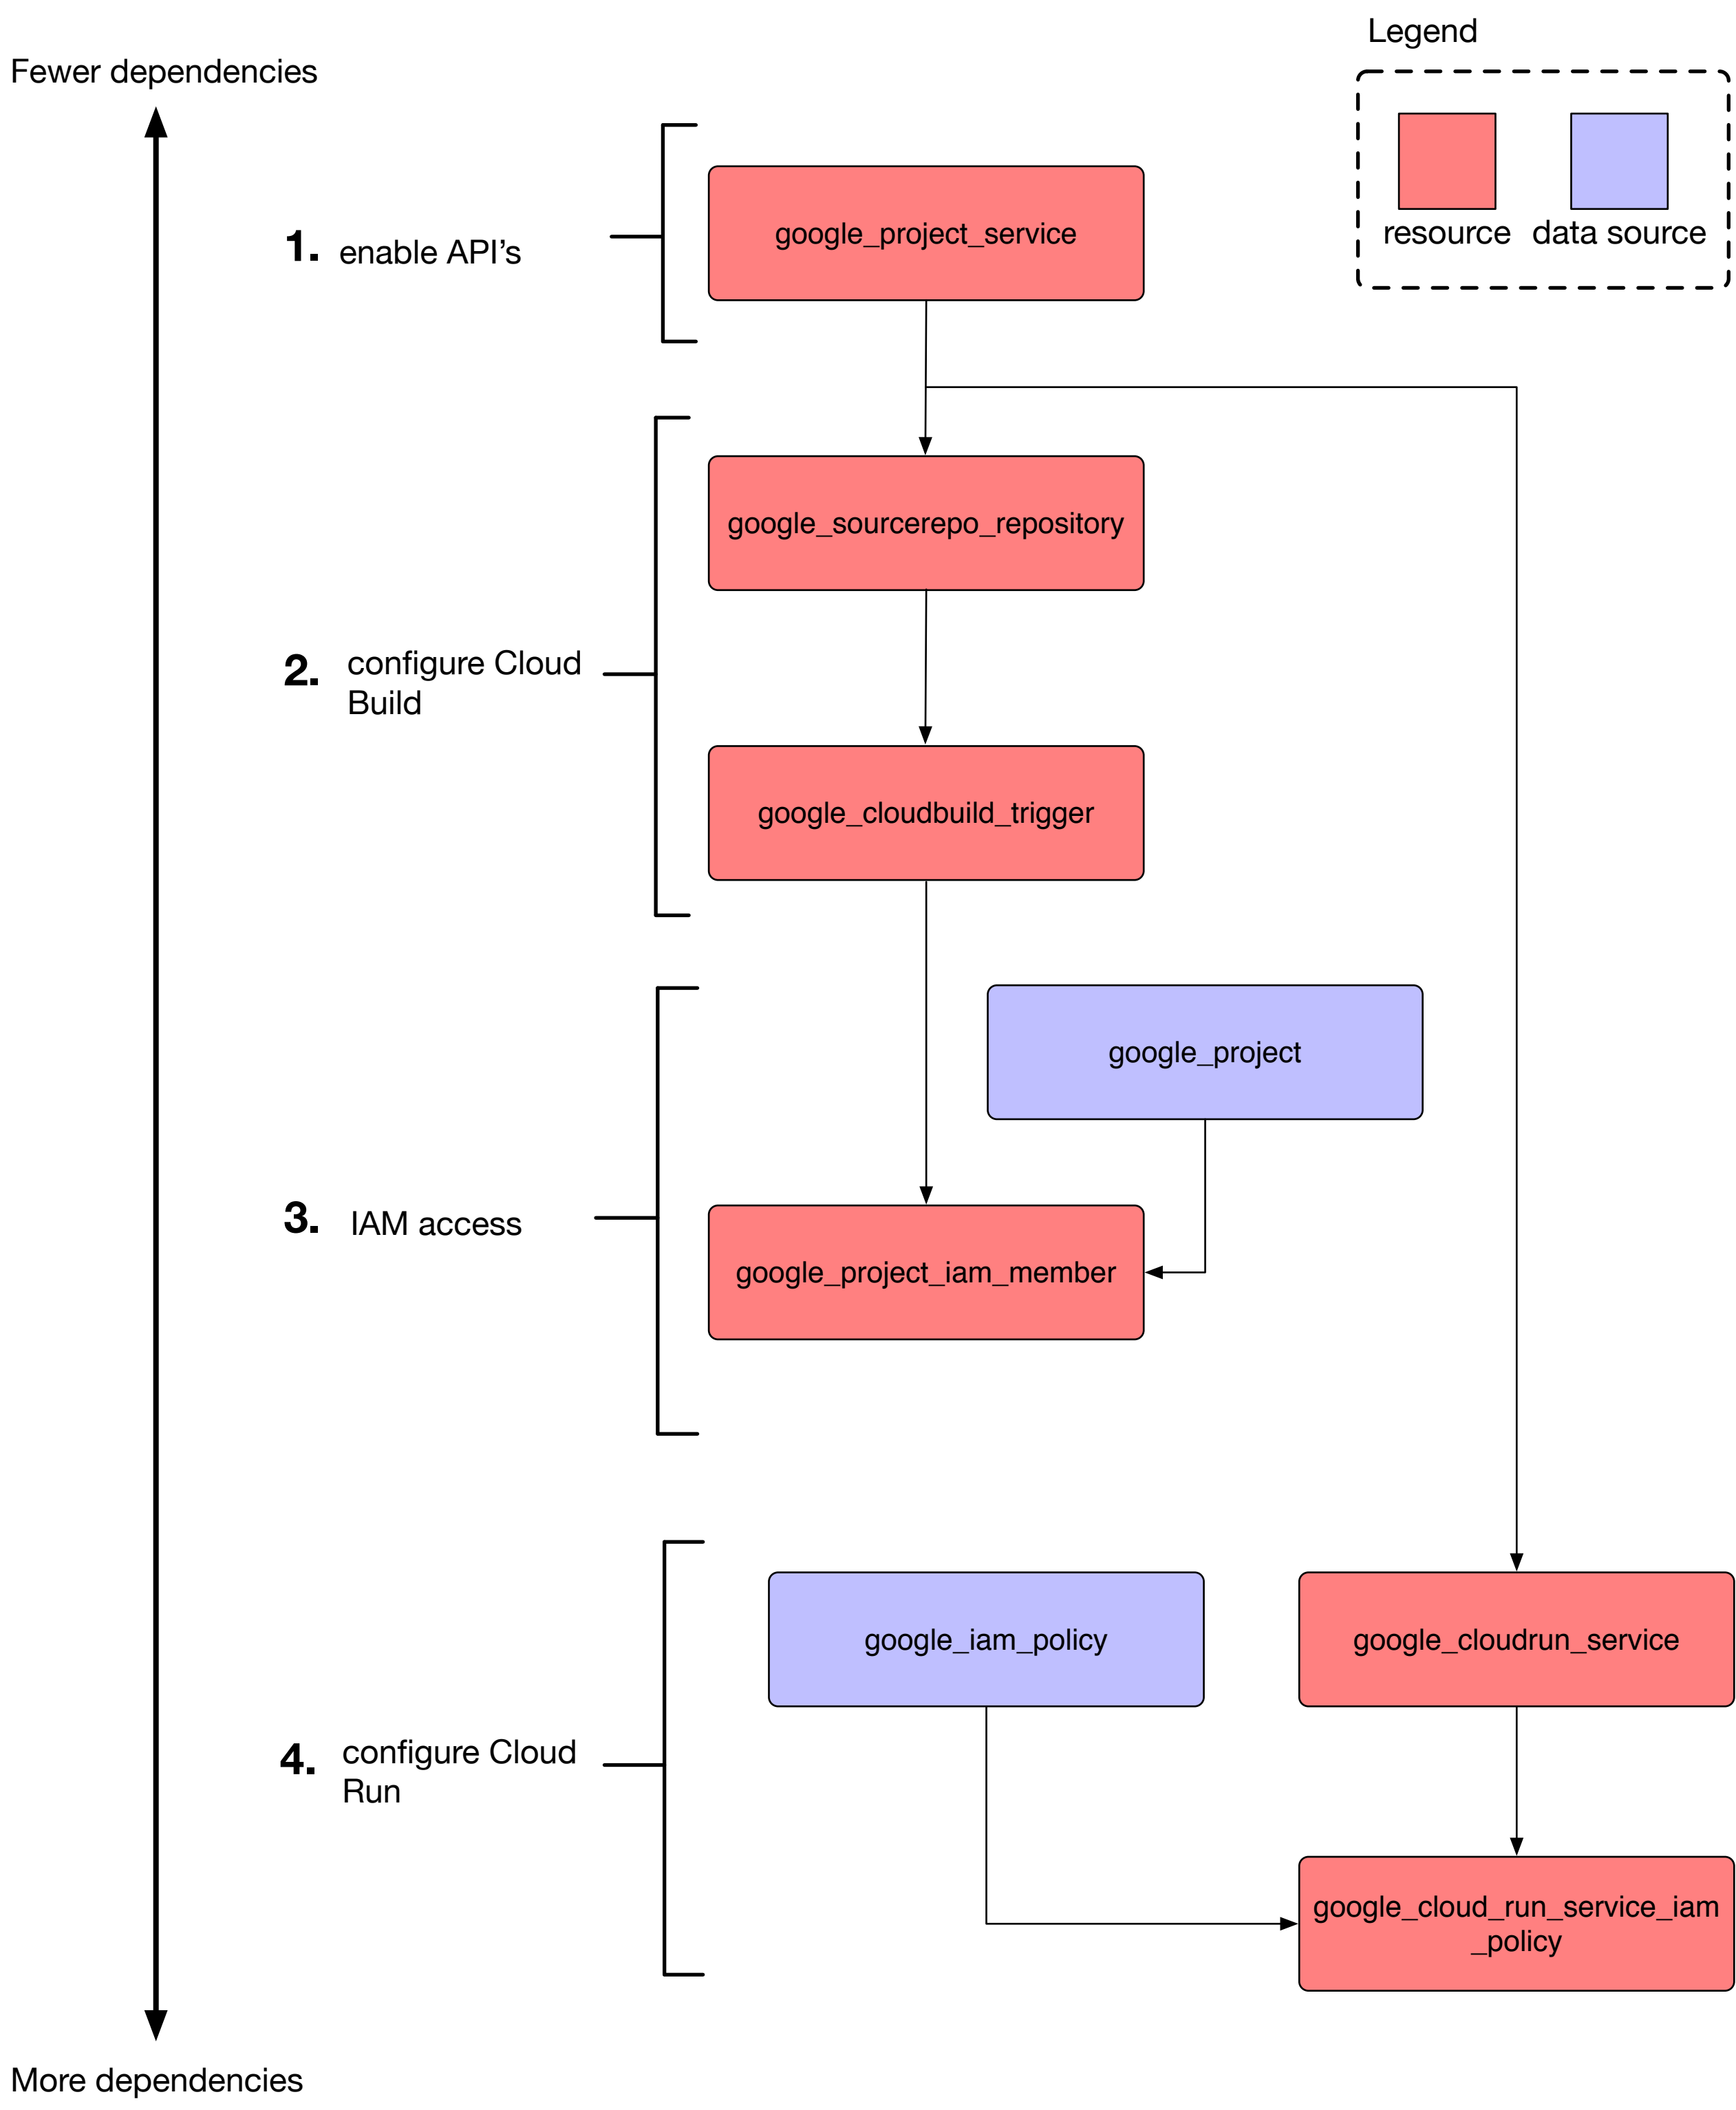 Legend
Fewer dependencies
resource
data source
1. enable API’s
google_project_service
google_sourcerepo_repository
2. configure Cloud
Build
google_cloudbuild_trigger
google_project
3. IAM access
google_project_iam_member
google_iam_policy
google_cloudrun_service
4. configure Cloud
Run
google_cloud_run_service_iam
_policy
More dependencies